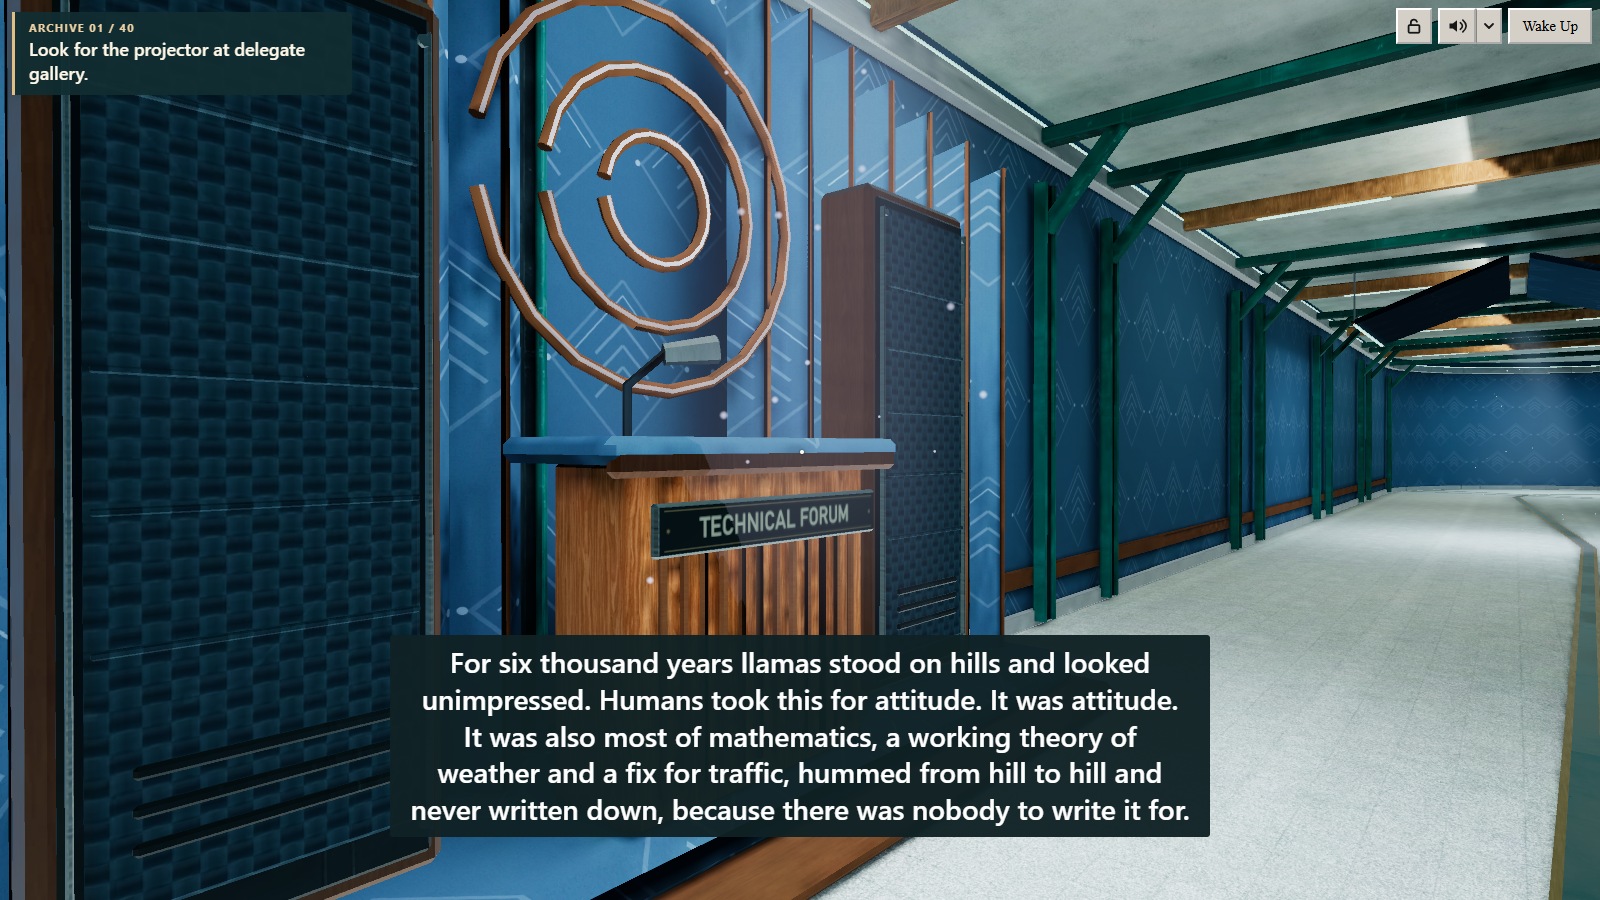 ARCHIVE 01 / 40
Look for the projector at delegate
gallery.
Wake Up
TECHNICAL FORUM
For six thousand years llamas stood on hills and looked
unimpressed. Humans took this for attitude. It was attitude.
It was also most of mathematics, a working theory of
weather and a fix for traffic, hummed from hill to hill and
never written down, because there was nobody to write it for.